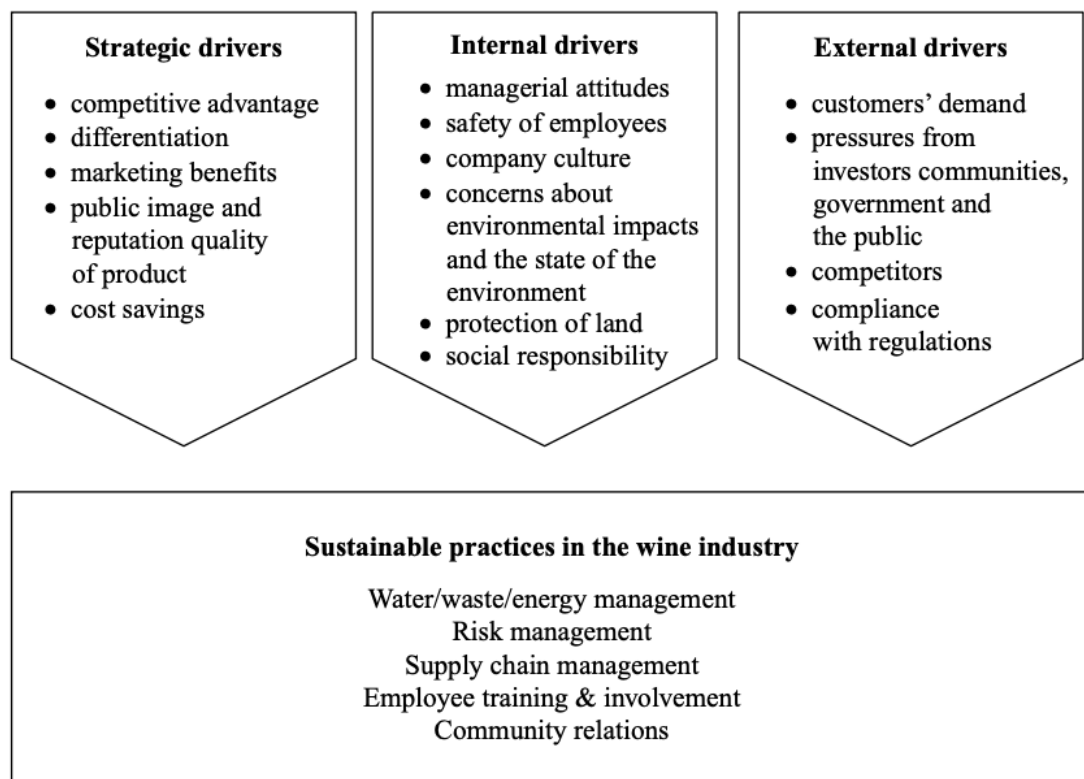 Strategic drivers
• competitive advantage
• differentiation
• marketing benefits
• public image and
reputation quality
of product
• cost savings
Internal drivers
• managerial attitudes
• safety of employees
• company culture
• concerns about
environmental impacts
and the state of the
environment
• protection of land
• social responsibility
External drivers
• customers’ demand
• pressures from
investors communities,
government and
the public
• competitors
• compliance
with regulations
Sustainable practices in the wine industry
Water/waste/energy management
Risk management
Supply chain management
Employee training & involvement
Community relations